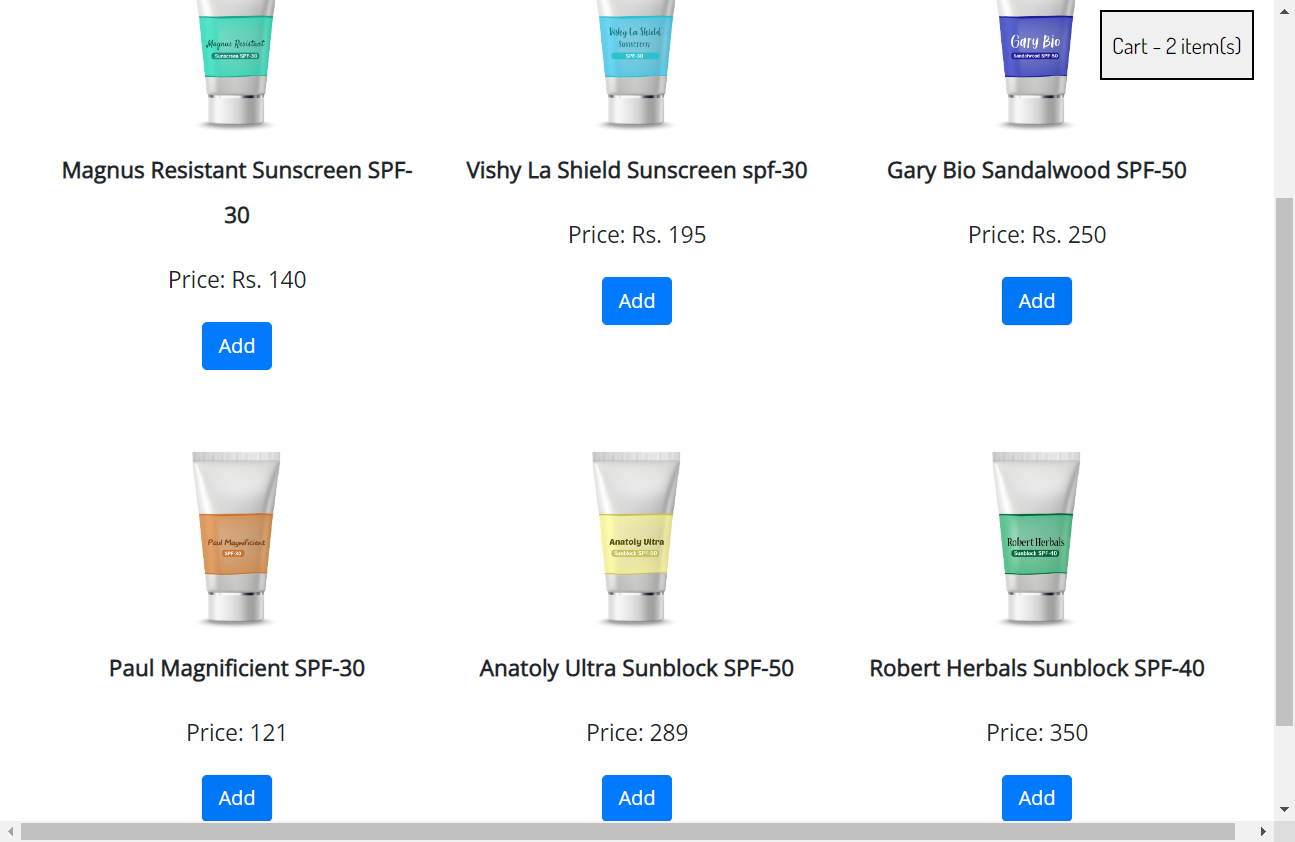 Cart - 2 item(s)
Magnus Resistant
Sunscreen SPF-30
Vishy La Shield
Sunscreen
SPF-30
Gary Bio
Sandalwood SPF-50
Magnus Resistant Sunscreen SPF-
30
Price: Rs. 140
Add
Vishy La Shield Sunscreen spf-30
Price: Rs. 195
Add
Gary Bio Sandalwood SPF-50
Price: Rs. 250
Add
Paul Magnificient
SPF-30
Anatoly Ultra
Sunblock SPF-50
Robert Herbals
Sunblock SPF-40
Paul Magnificient SPF-30
Price: 121
Add
Anatoly Ultra Sunblock SPF-50
Price: 289
Add
Robert Herbals Sunblock SPF-40
Price: 350
Add